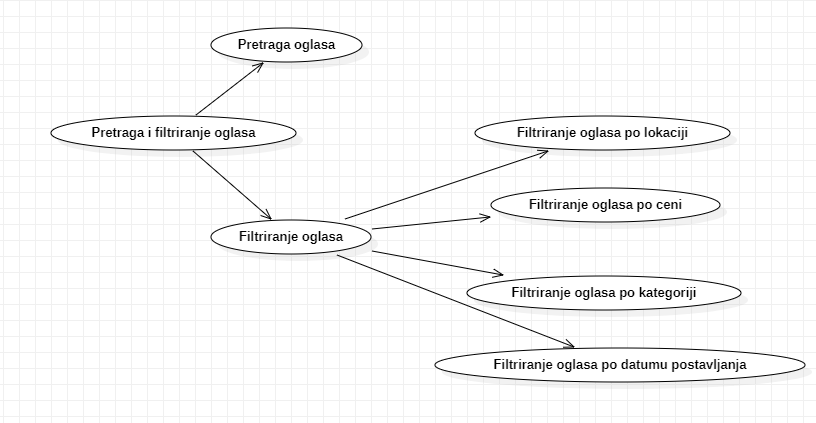 Pretraga oglasa
Pretraga i filtriranje oglasa
Filtriranje oglasa po lokaciji
Filtriranje oglasa po ceni
Filtriranje oglasa
Filtriranje oglasa po kategoriji
Filtriranje oglasa po datumu postavljanja